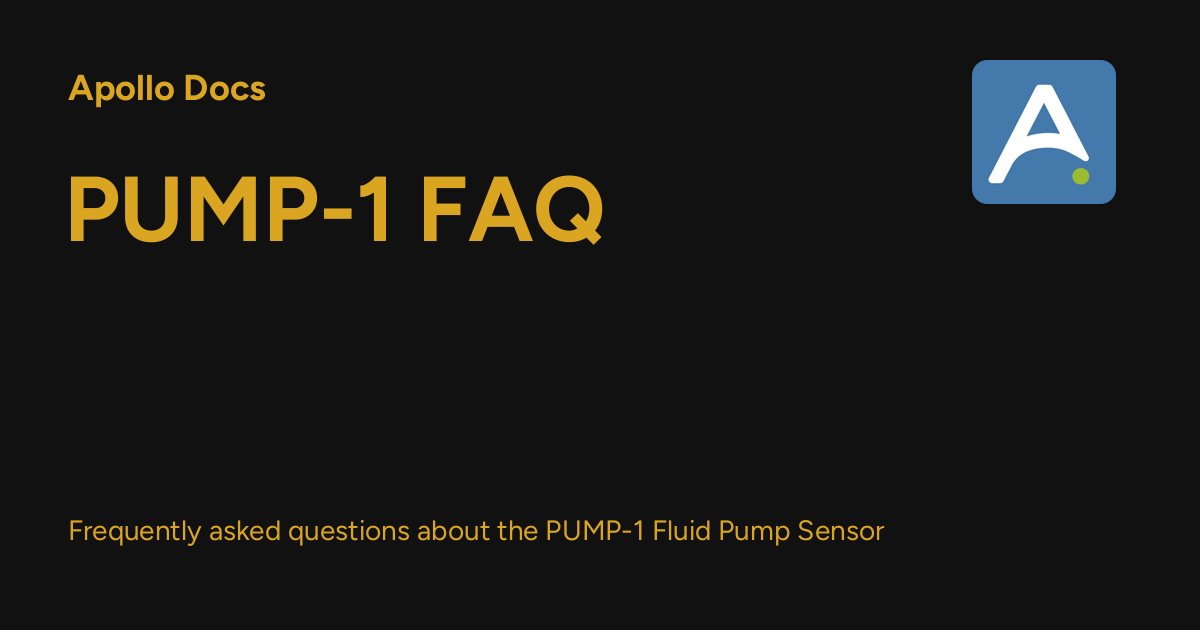 Apollo Docs
PUMP-1 FAQ
Frequently asked questions about the PUMP-1 Fluid Pump Sensor